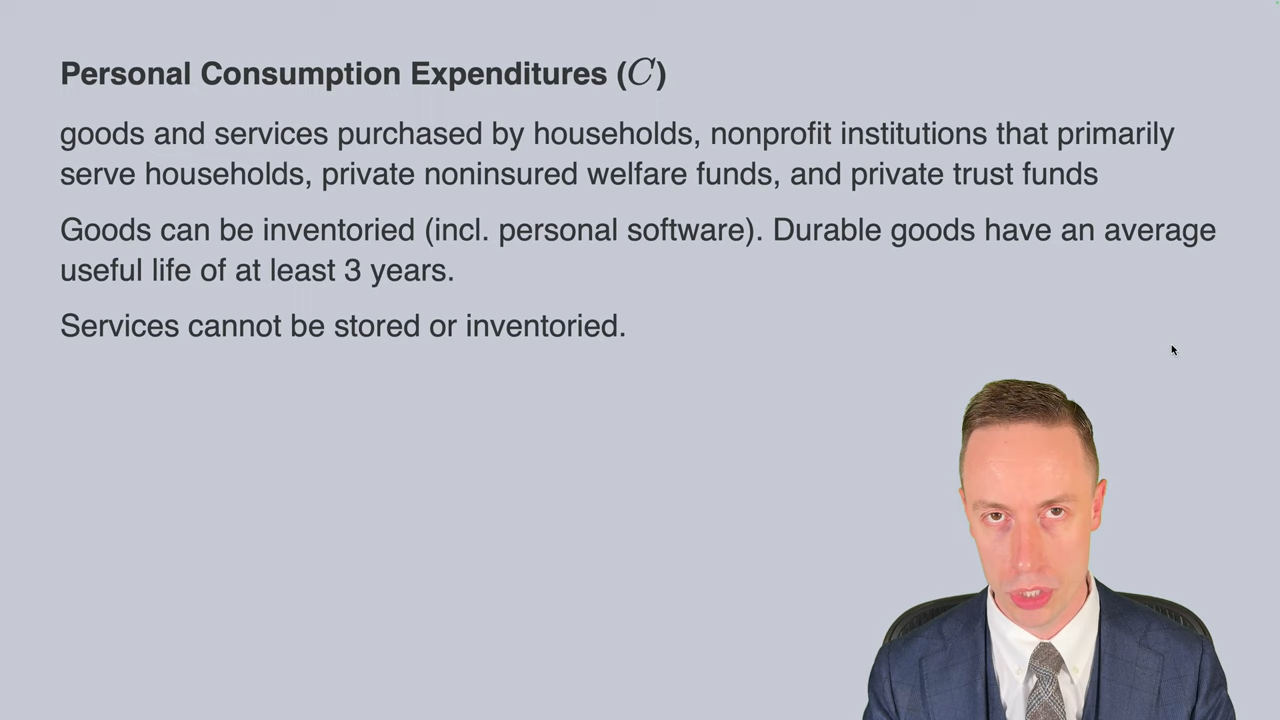 Personal Consumption Expenditures (C)
goods and services purchased by households, nonprofit institutions that primarily
serve households, private noninsured welfare funds, and private trust funds
Goods can be inventoried (incl. personal software). Durable goods have an average
useful life of at least 3 years.
Services cannot be stored or inventoried.